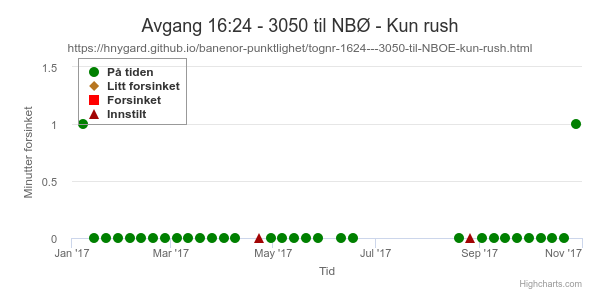 Avgang 16:24 - 3050 til NBØ - Kun rush
https://hnygard.github.io/banenor-punktlighet/tognr-1624---3050-til-NBOE-kun-rush.html
På tiden
Litt forsinket
Forsinket
Innstilt
Minutter forsinket
1.5
1
0.5
0
Jan '17 Mar '17 May '17 Jul '17 Sep '17 Nov '17
Tid
Highcharts.com